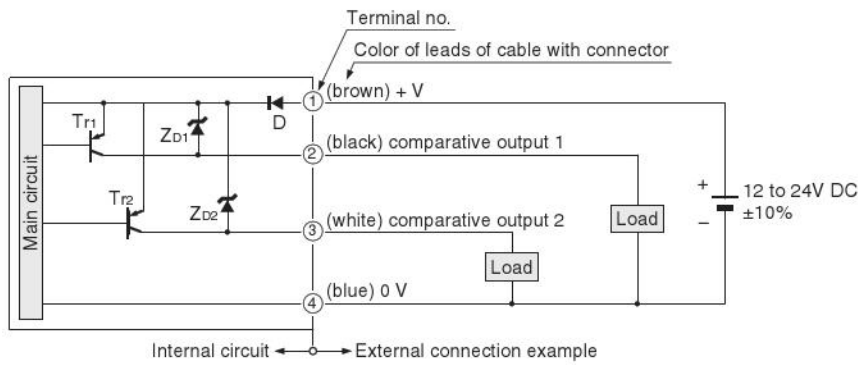 Terminal no.
Color of leads of cable with connector
1 (brown) + V
D
Tr1
ZD1
2 (black) comparative output 1
Main circuit
Tr2
ZD2
3 (white) comparative output 2
Load
Load
+
−
12 to 24V DC
±10%
4 (blue) 0 V
Internal circuit
External connection example